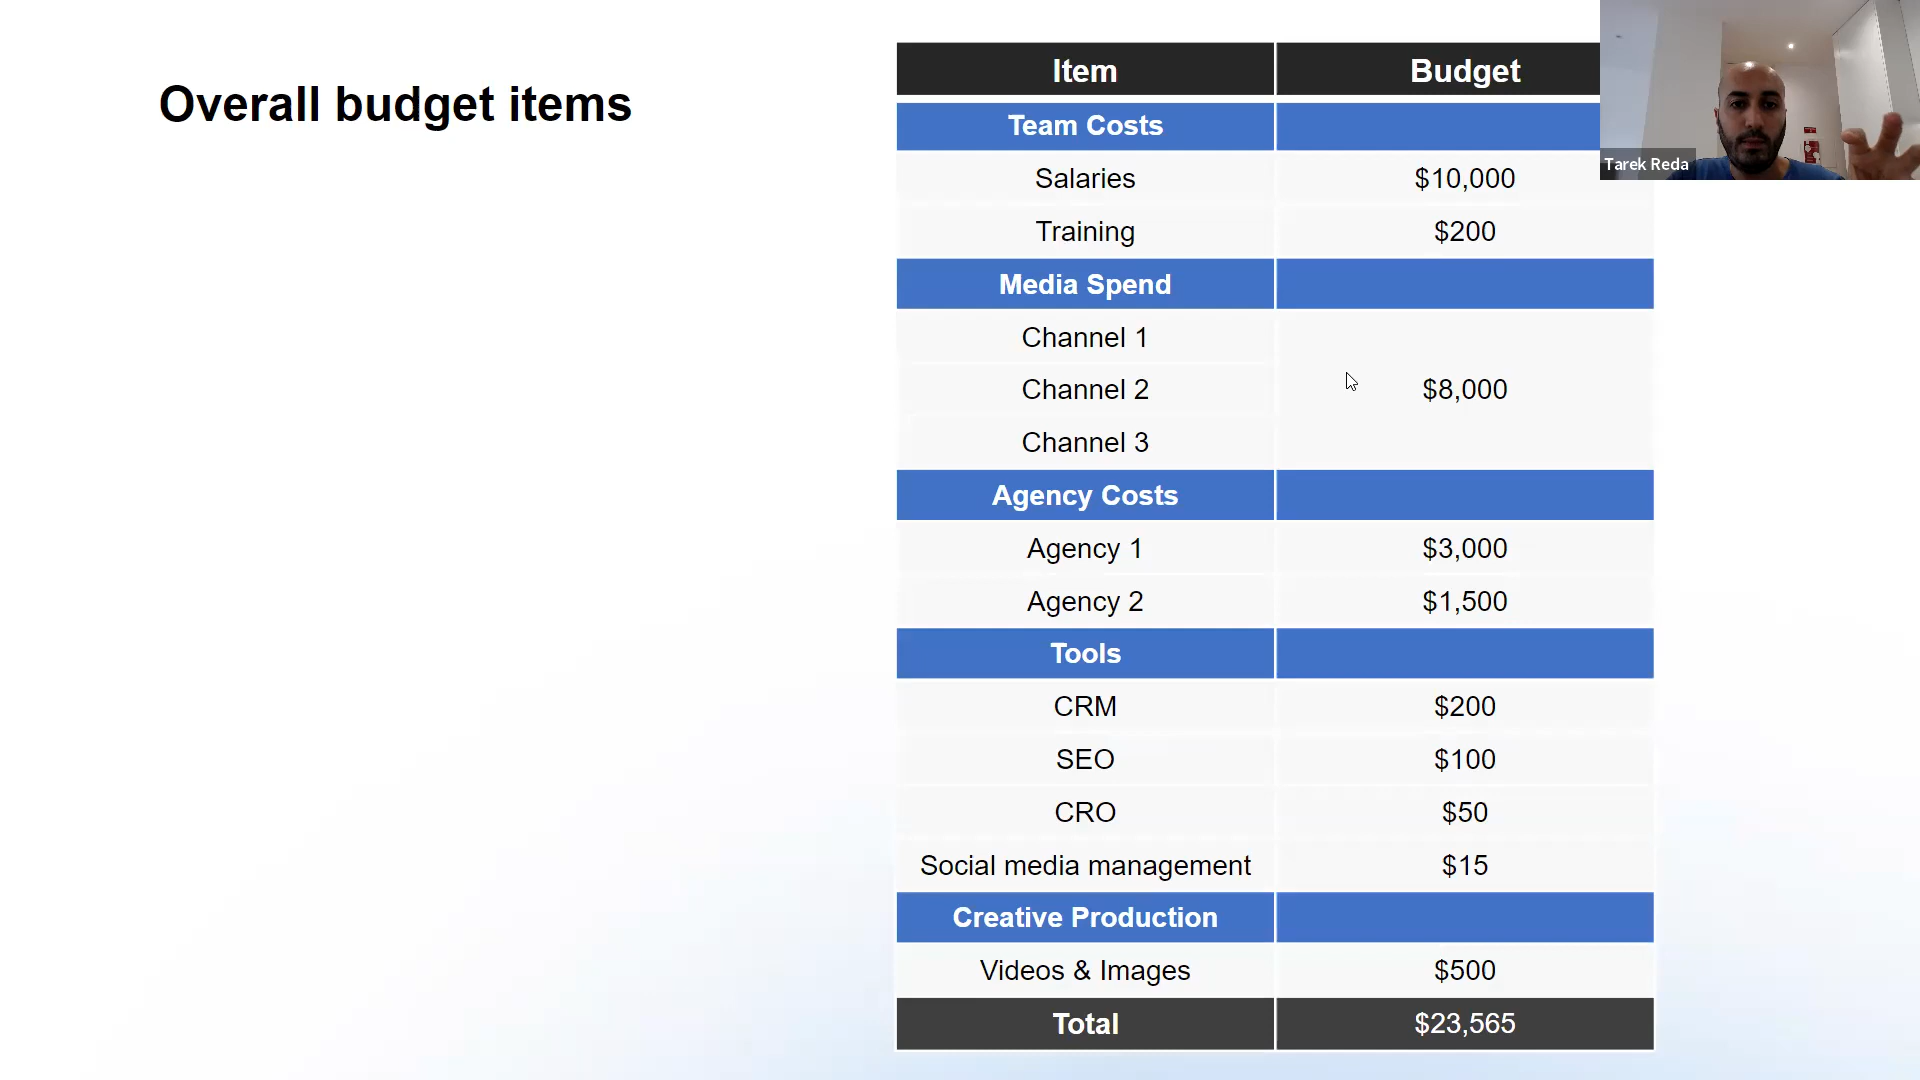 Overall budget items
Item Budget
Team Costs
Salaries $10,000
Training $200
Media Spend
Channel 1
Channel 2 $8,000
Channel 3
Agency Costs
Agency 1 $3,000
Agency 2 $1,500
Tools
CRM $200
SEO $100
CRO $50
Social media management $15
Creative Production
Videos & Images $500
Total $23,565
Tarek Reda